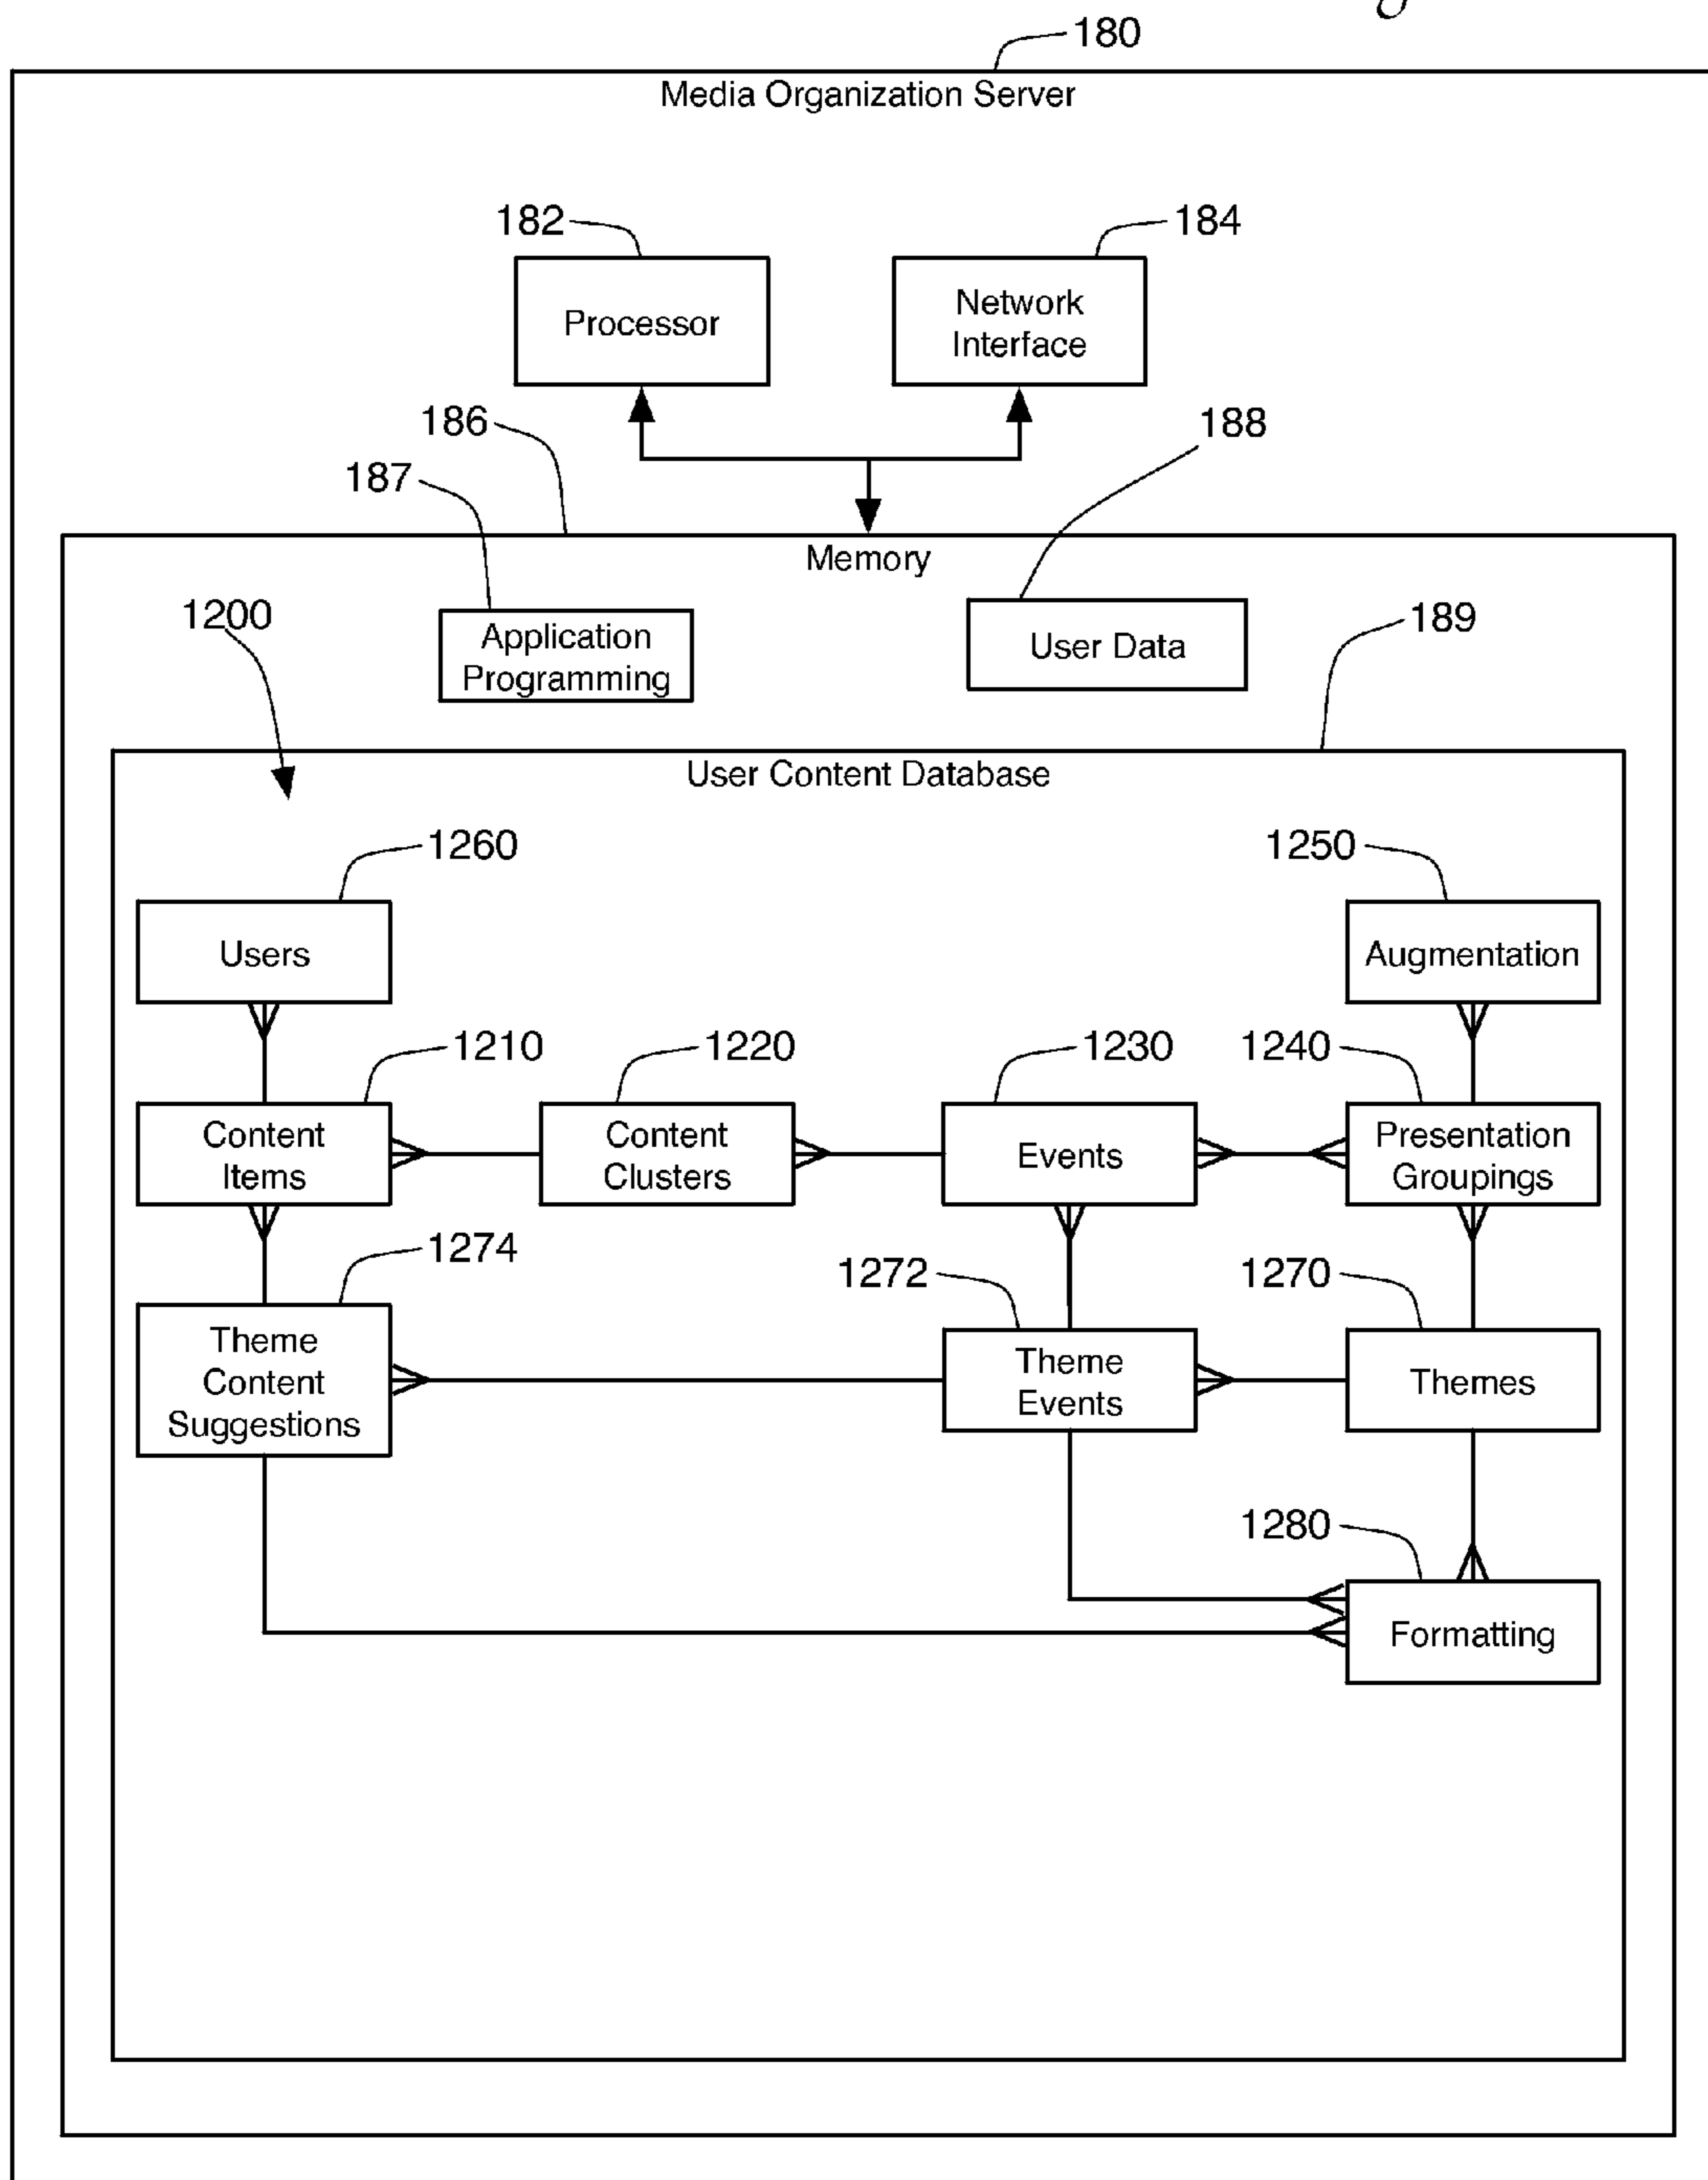 180
Media Organization Server
182
184
Processor
Network
Interface
186
188
187
Memory
1200
Application
Programming
User Data
189
User Content Database
1260
1250
Users
Augmentation
1210
1220
1230
1240
Content
Items
Content
Clusters
Events
Presentation
Groupings
1274
1272
1270
Theme
Content
Suggestions
Theme
Events
Themes
1280
Formatting